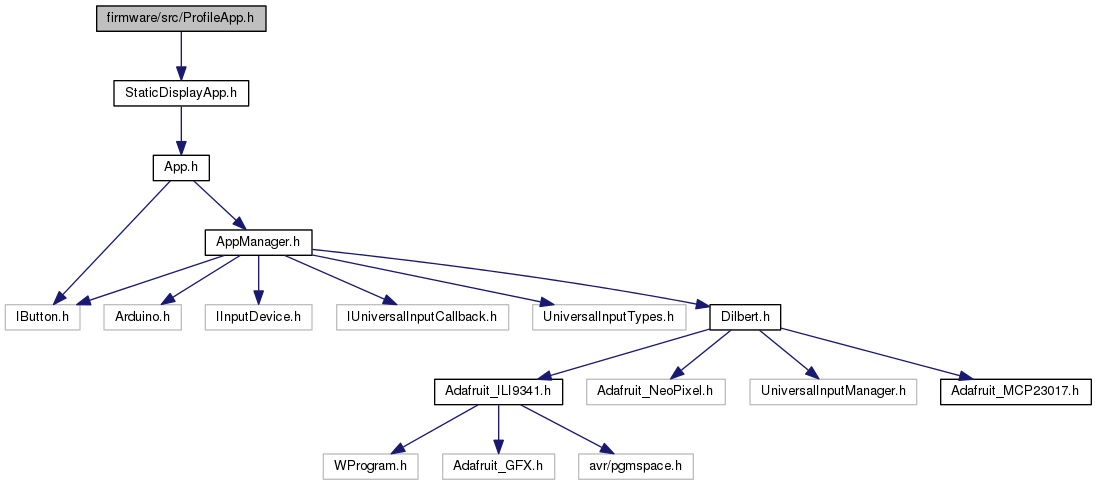 firmware/src/ProfileApp.h
StaticDisplayApp.h
App.h
AppManager.h
IButton.h
Arduino.h
IInputDevice.h
IUniversalInputCallback.h
UniversalInputTypes.h
Dilbert.h
Adafruit_ILI9341.h
Adafruit_NeoPixel.h
UniversalInputManager.h
Adafruit_MCP23017.h
WProgram.h
Adafruit_GFX.h
avr/pgmspace.h